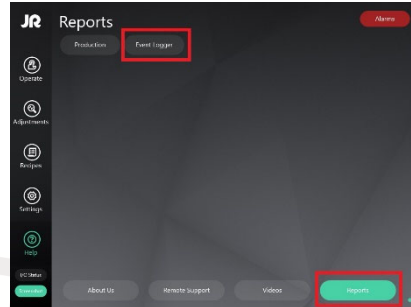 JR
Reports
Alarms
Production
Event Logger
Operate
Adjustments
Recipes
Settings
Help
I/O Status
About Us
Remote Support
Videos
Reports